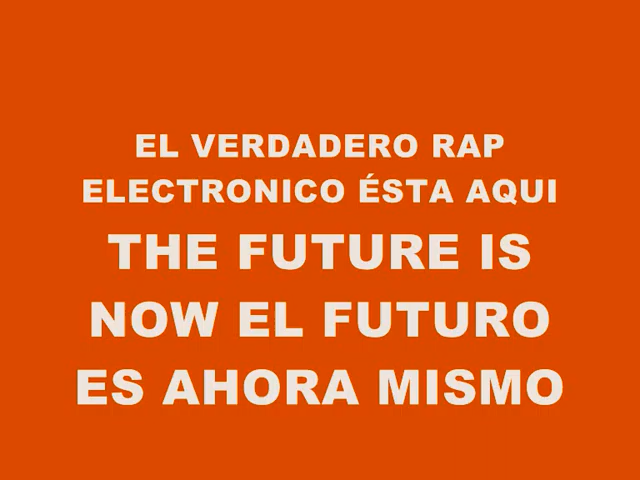 EL VERDADERO RAP
ELECTRONICO ÉSTA AQUI
THE FUTURE IS
NOW EL FUTURO
ES AHORA MISMO